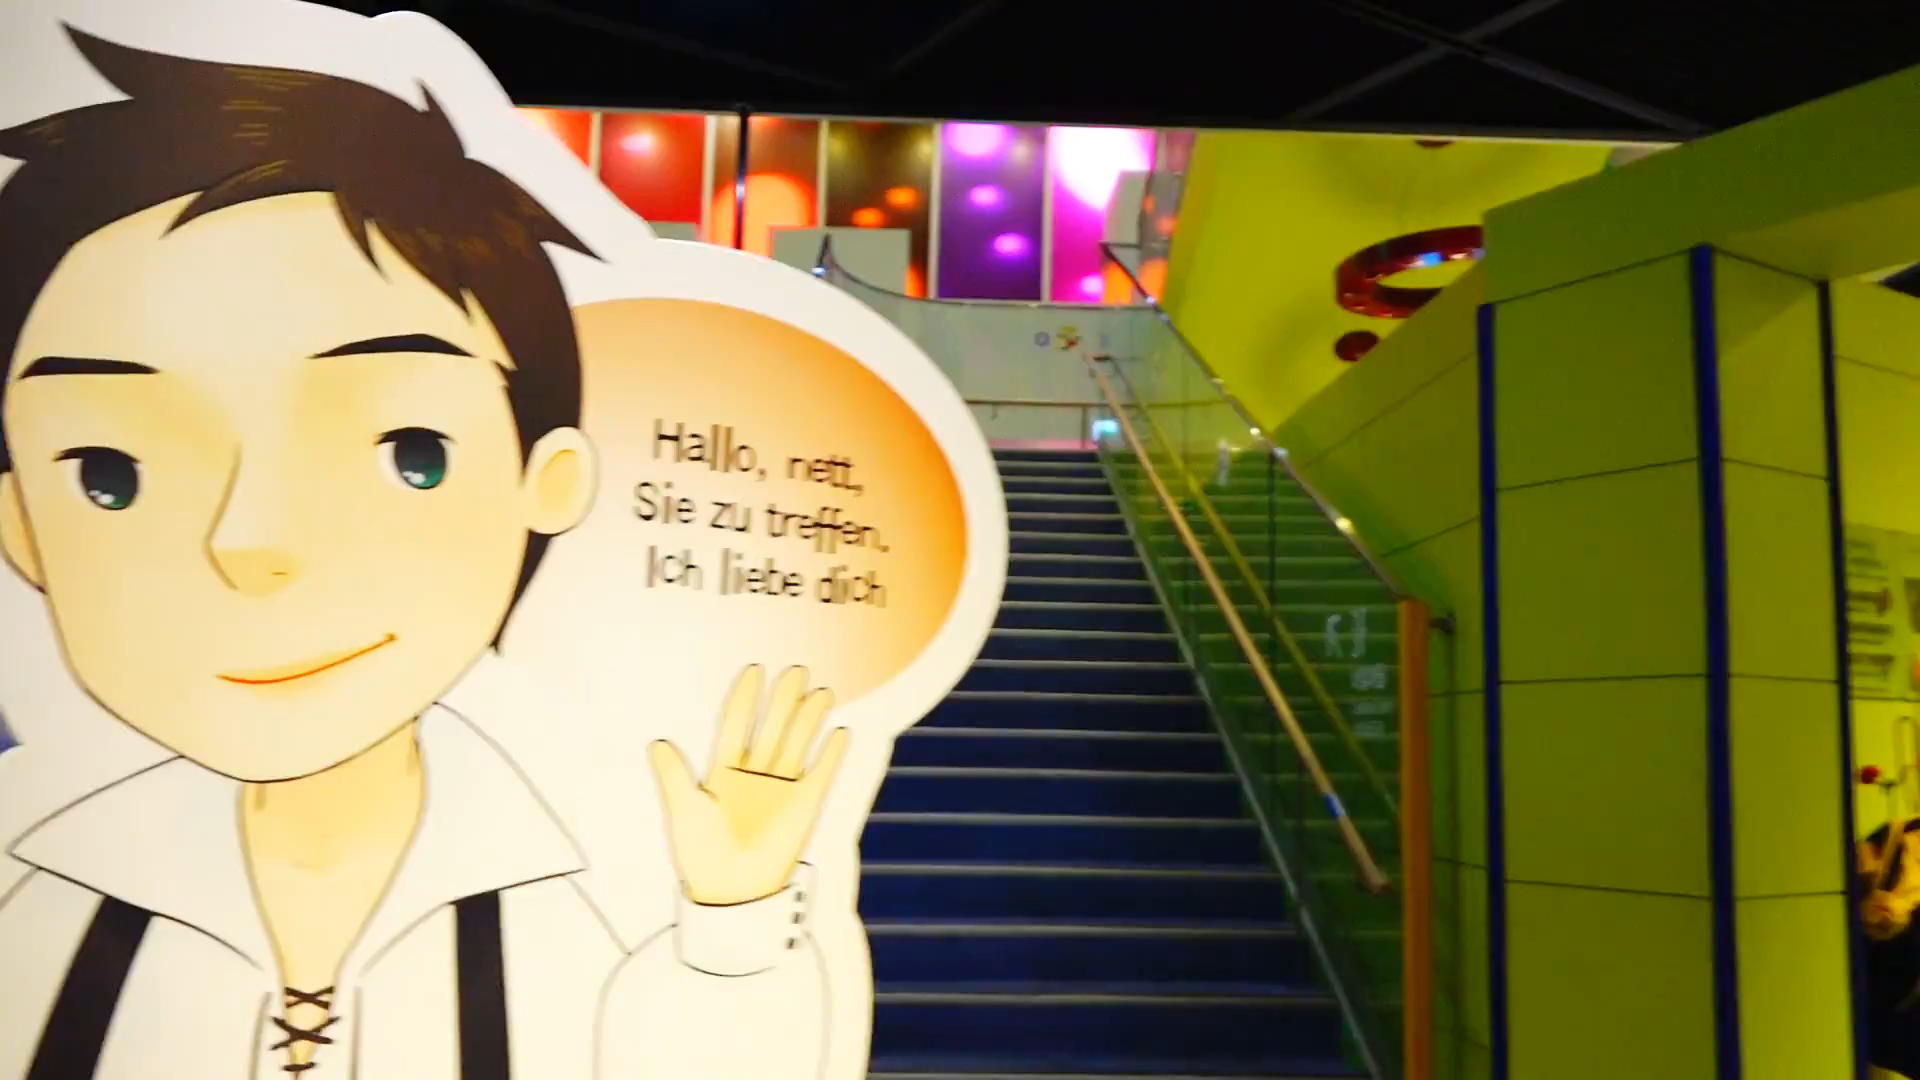 Hallo, nett,
Sie zu treffen.
Ich liebe dich